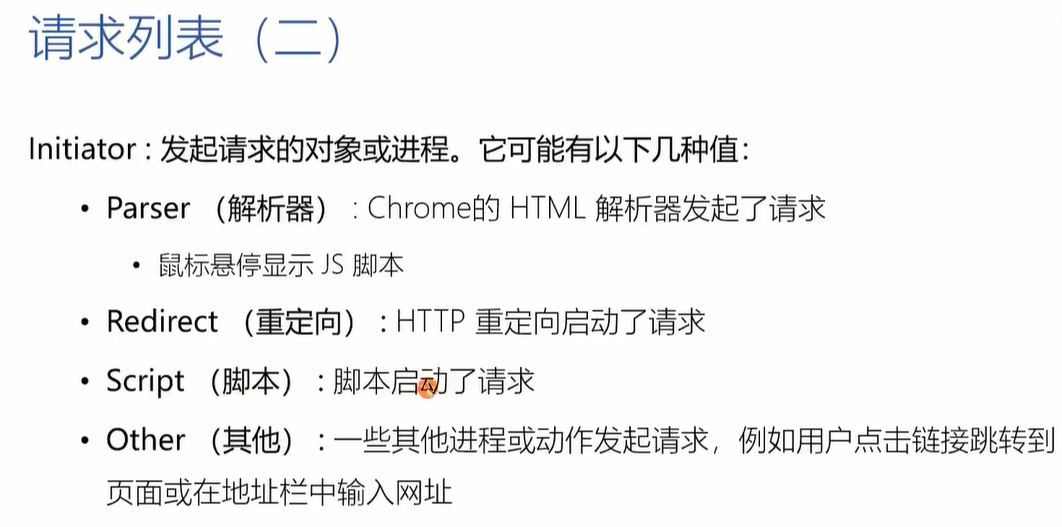 请求列表（二）
Initiator : 发起请求的对象或进程。它可能有以下几种值：
• Parser （解析器） : Chrome的 HTML 解析器发起了请求
• 鼠标悬停显示 JS 脚本
• Redirect （重定向） : HTTP 重定向启动了请求
• Script （脚本） : 脚本启动了请求
• Other （其他） : 一些其他进程或动作发起请求，例如用户点击链接跳转到
页面或在地址栏中输入网址